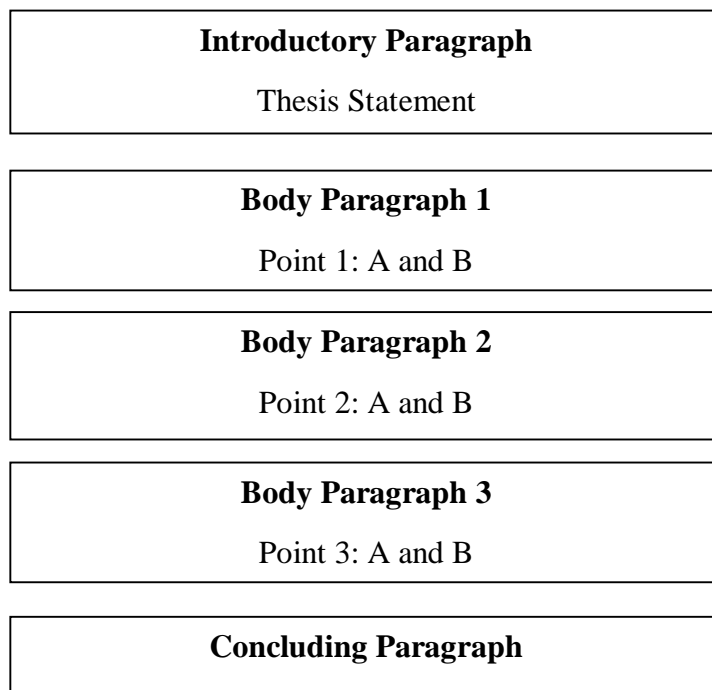 Introductory Paragraph
Thesis Statement
Body Paragraph 1
Point 1: A and B
Body Paragraph 2
Point 2: A and B
Body Paragraph 3
Point 3: A and B
Concluding Paragraph